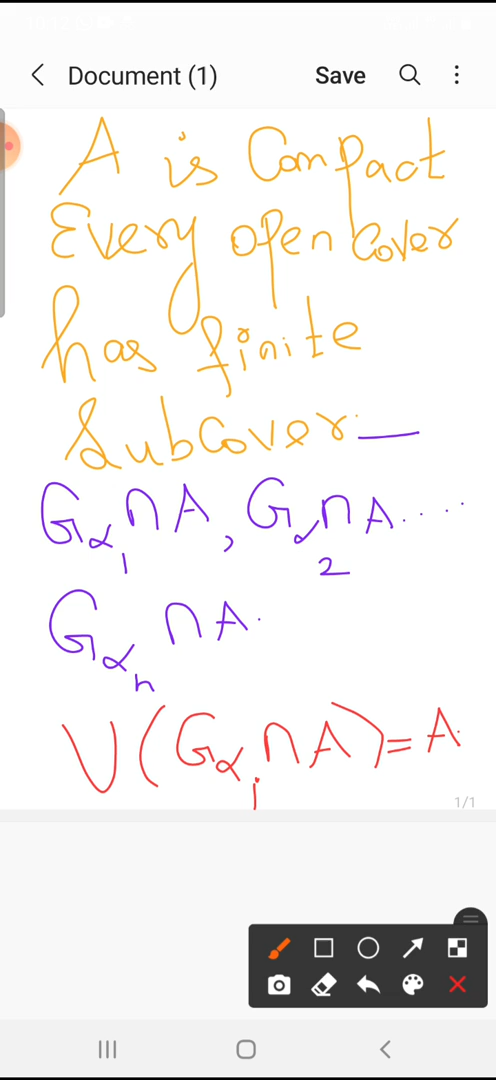 Document (1) Save
A is Compact
Every open Cover
has finite
Subcover —
Gα₁ ∩ A, Gα₂ ∩ A....
Gαₙ ∩ A.
∪(Gαᵢ ∩ A) = A.
1/1